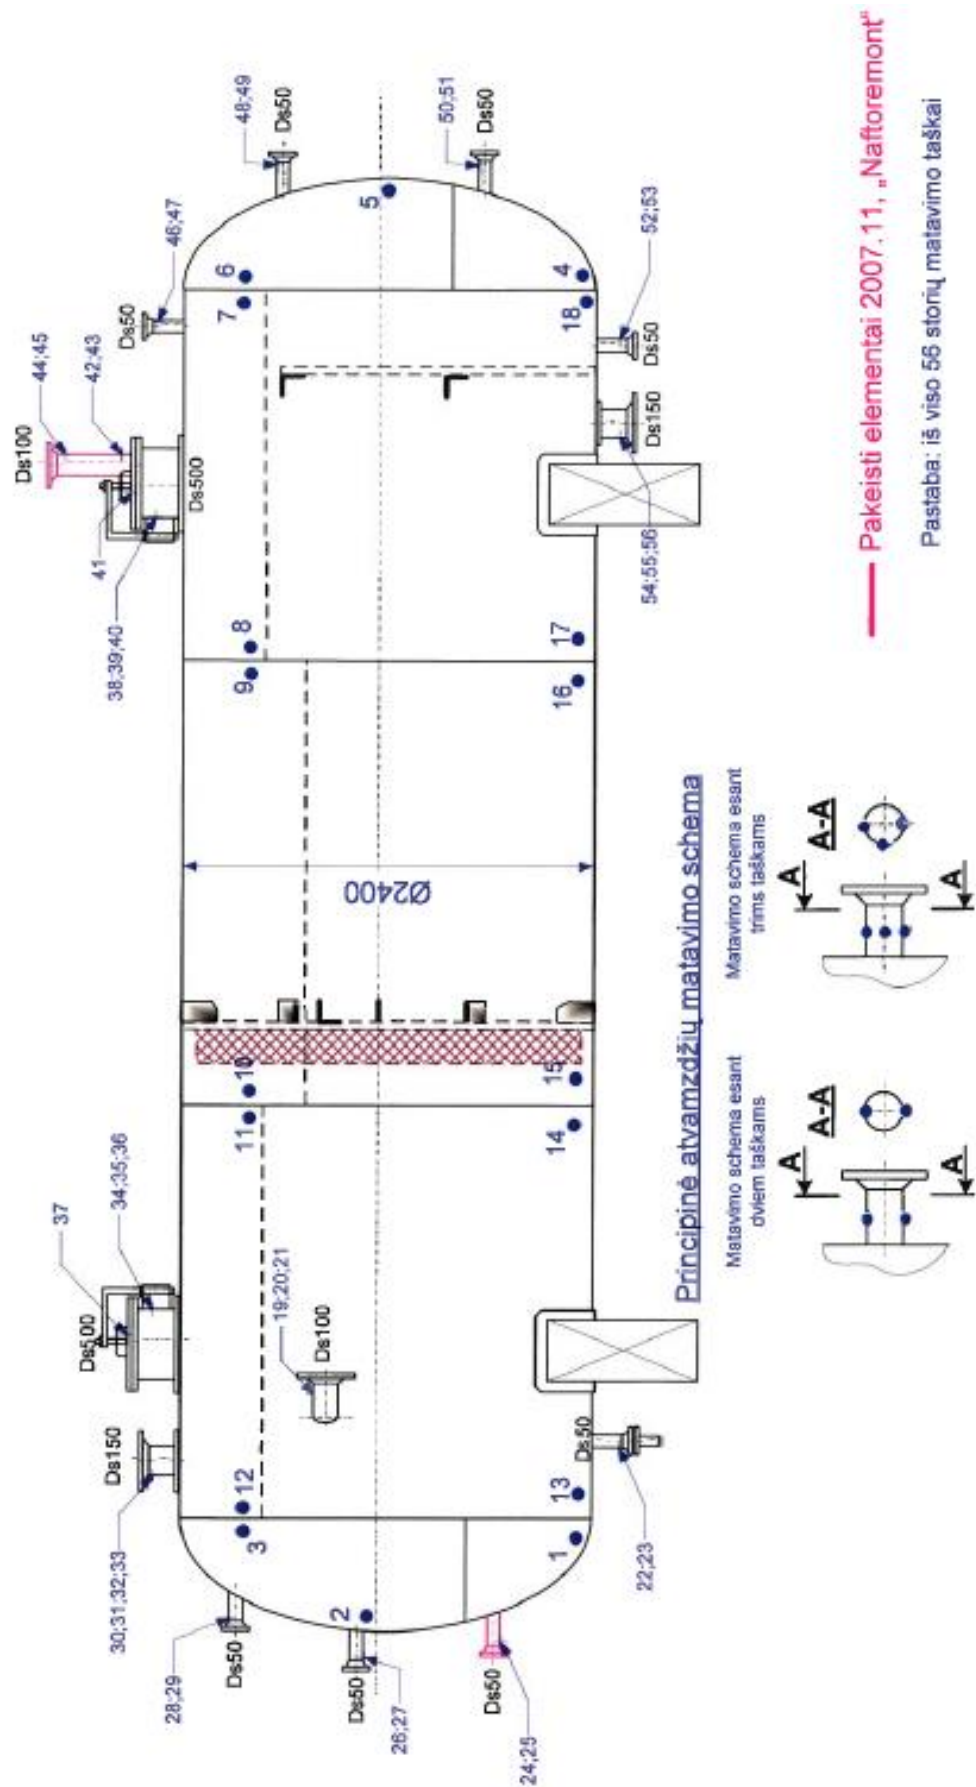 48;49
Ds50
50;51
Ds50
46;47
Ds50
44;45
42;43
Ds100
41
38;39;40
Ds500
5
6
7
4
18
52;53
Ds50
Ds150
54;55;56
8
9
17
16
Ø2400
10
11
15
14
37
34;35;36
Ds500
19;20;21
Ds100
Ds150
30;31;32;33
12
3
13
1
2
Ds50
22;23
28;29
Ds50
26;27
Ds50
24;25
Ds50
Principinė atvamzdžių matavimo schema
Matavimo schema esant
dviem taškams
A
A-A
A
Matavimo schema esant
trims taškams
A
A-A
A
Pakeisti elementai 2007.11, „Naftoremont“
Pastaba: iš viso 56 storių matavimo taškai